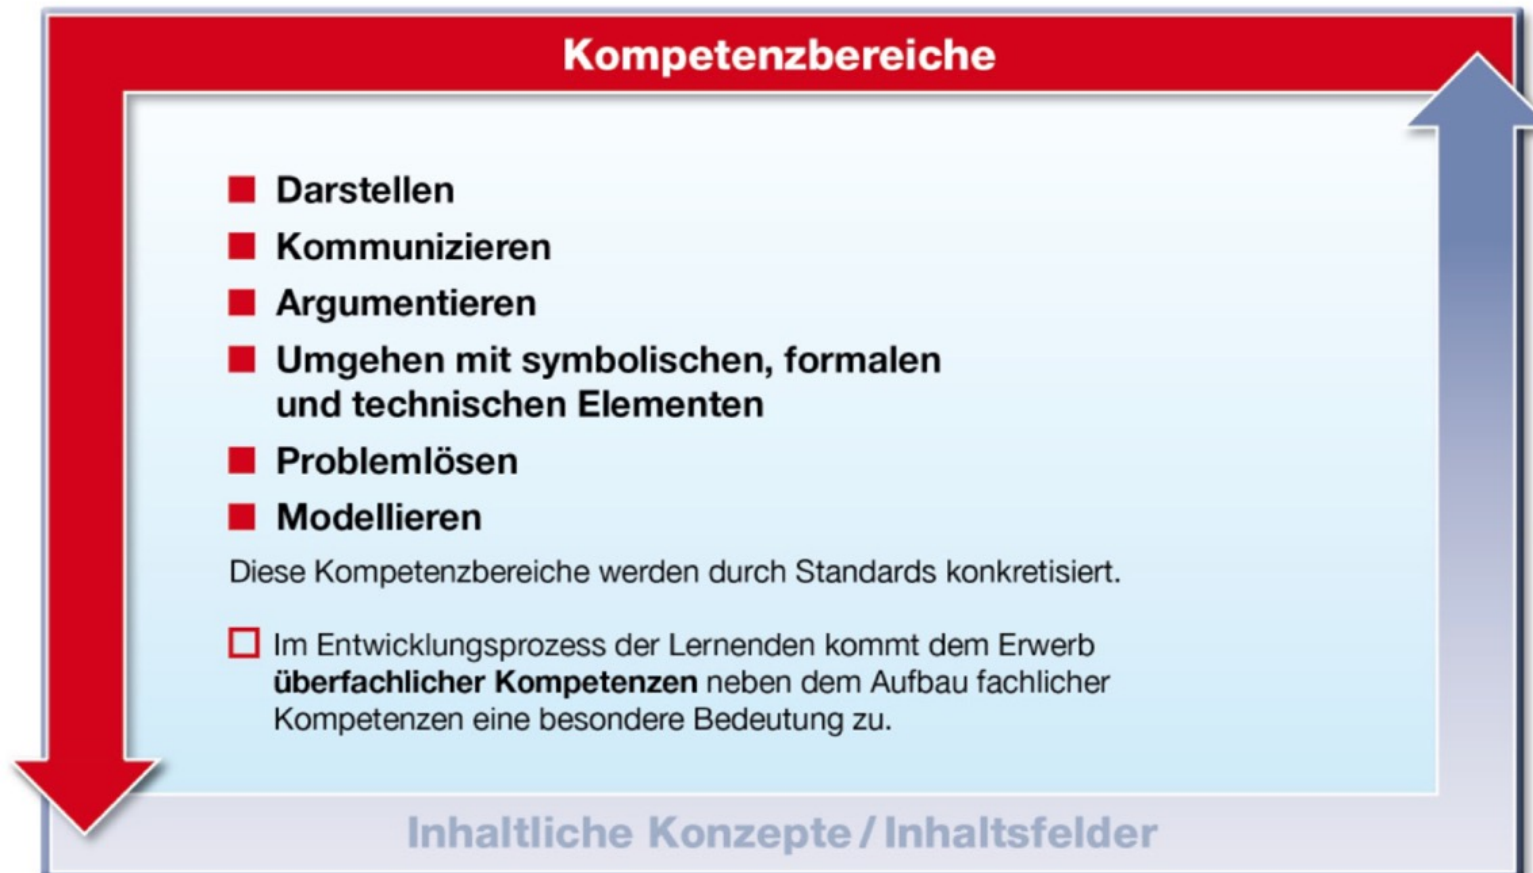 Kompetenzbereiche
Darstellen
Kommunizieren
Argumentieren
Umgehen mit symbolischen, formalen
und technischen Elementen
Problemlösen
Modellieren
Diese Kompetenzbereiche werden durch Standards konkretisiert.
Im Entwicklungsprozess der Lernenden kommt dem Erwerb
überfachlicher Kompetenzen neben dem Aufbau fachlicher
Kompetenzen eine besondere Bedeutung zu.
Inhaltliche Konzepte / Inhaltsfelder